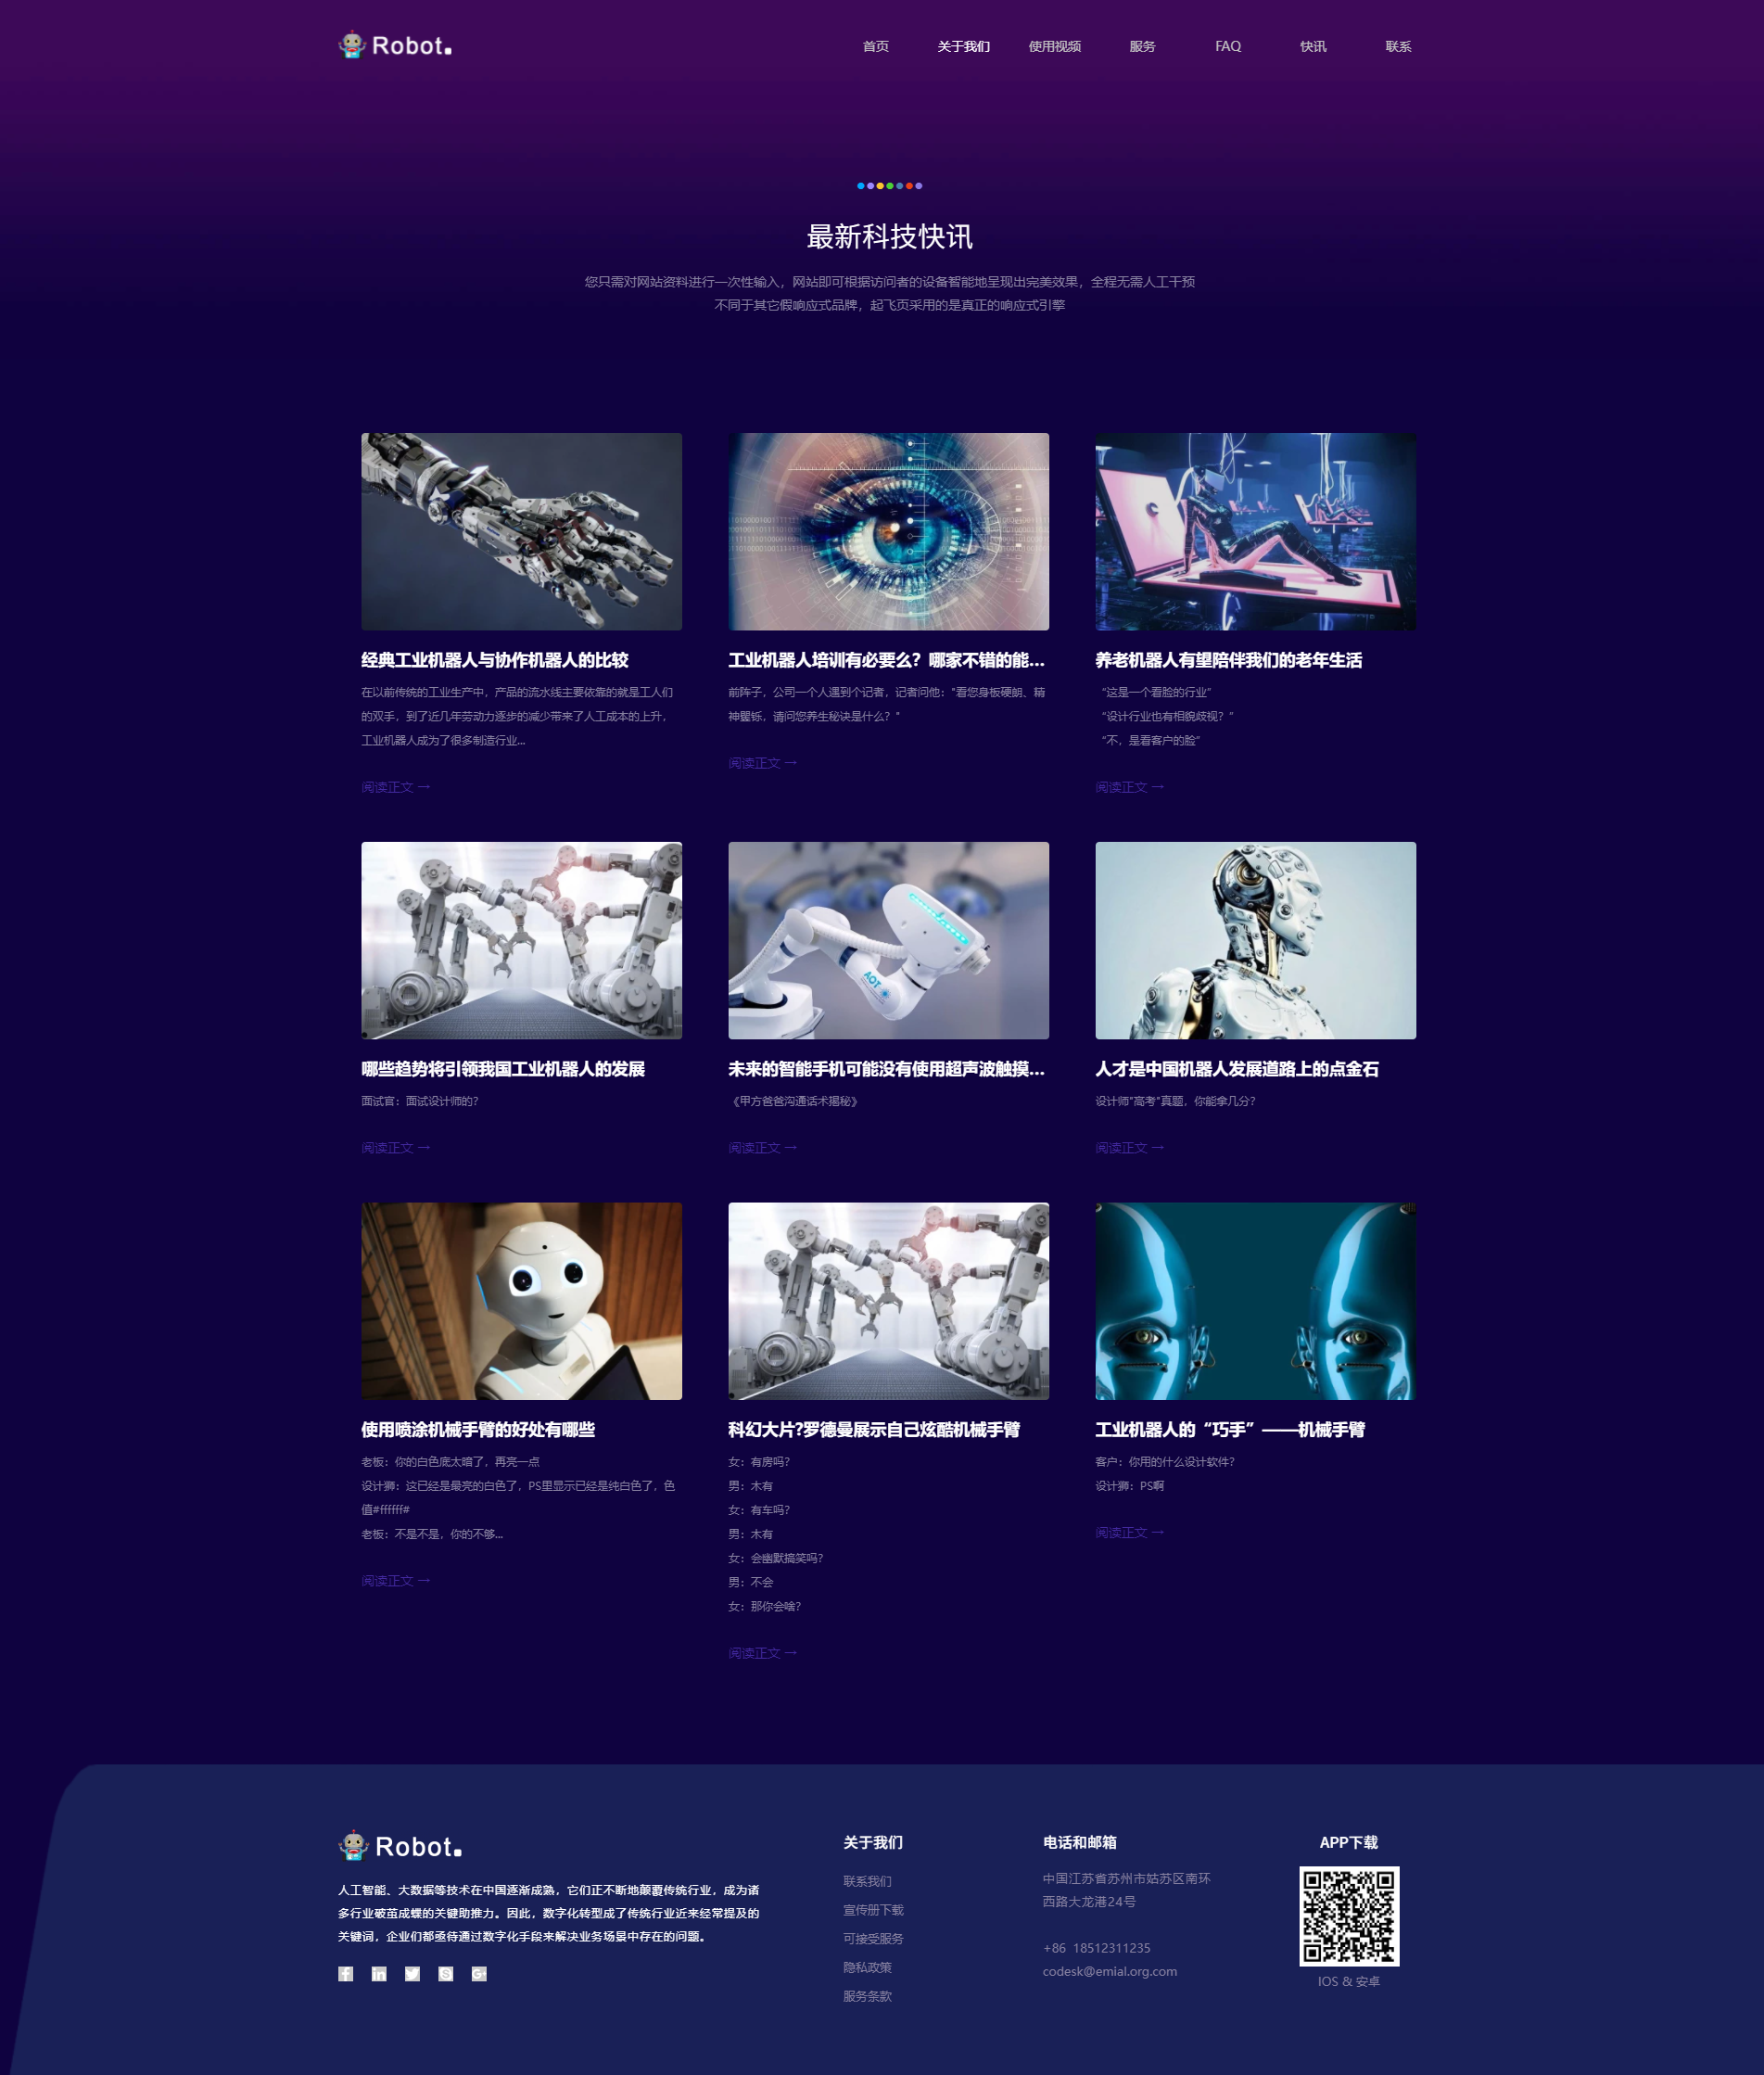 Robot.
首页 关于我们 使用视频 服务 FAQ 快讯 联系
最新科技快讯
您只需对网站资料进行一次性输入，网站即可根据访问者的设备智能地呈现出完美效果，全程无需人工干预
不同于其它假响应式品牌，起飞页采用的是真正的响应式引擎
经典工业机器人与协作机器人的比较
在以前传统的工业生产中，产品的流水线主要依靠的就是工人们
的双手，到了近几年劳动力逐步的减少带来了人工成本的上升，
工业机器人成为了很多制造行业...
阅读正文 →
工业机器人培训有必要么？哪家不错的能...
前阵子，公司一个人遇到个记者，记者问他："看您身板硬朗、精
神矍铄，请问您养生秘诀是什么？"
阅读正文 →
养老机器人有望陪伴我们的老年生活
“这是一个看脸的行业”
“设计行业也有相貌歧视？”
“不，是看客户的脸”
阅读正文 →
AOT
哪些趋势将引领我国工业机器人的发展
面试官：面试设计师的？
阅读正文 →
未来的智能手机可能没有使用超声波触摸...
《甲方爸爸沟通话术揭秘》
阅读正文 →
人才是中国机器人发展道路上的点金石
设计师"高考"真题，你能拿几分？
阅读正文 →
使用喷涂机械手臂的好处有哪些
老板：你的白色底太暗了，再亮一点
设计狮：这已经是最亮的白色了，PS里显示已经是纯白色了，色
值#ffffff#
老板：不是不是，你的不够...
阅读正文 →
科幻大片?罗德曼展示自己炫酷机械手臂
女：有房吗？
男：木有
女：有车吗？
男：木有
女：会幽默搞笑吗？
男：不会
女：那你会啥？
阅读正文 →
工业机器人的“巧手”——机械手臂
客户：你用的什么设计软件？
设计狮：PS啊
阅读正文 →
Robot.
人工智能、大数据等技术在中国逐渐成熟，它们正不断地颠覆传统行业，成为诸
多行业破茧成蝶的关键助推力。因此，数字化转型成了传统行业近来经常提及的
关键词，企业们都亟待通过数字化手段来解决业务场景中存在的问题。
关于我们
联系我们
宣传册下载
可接受服务
隐私政策
服务条款
电话和邮箱
中国江苏省苏州市姑苏区南环
西路大龙港24号
+86 18512311235
codesk@emial.org.com
APP下载
IOS & 安卓